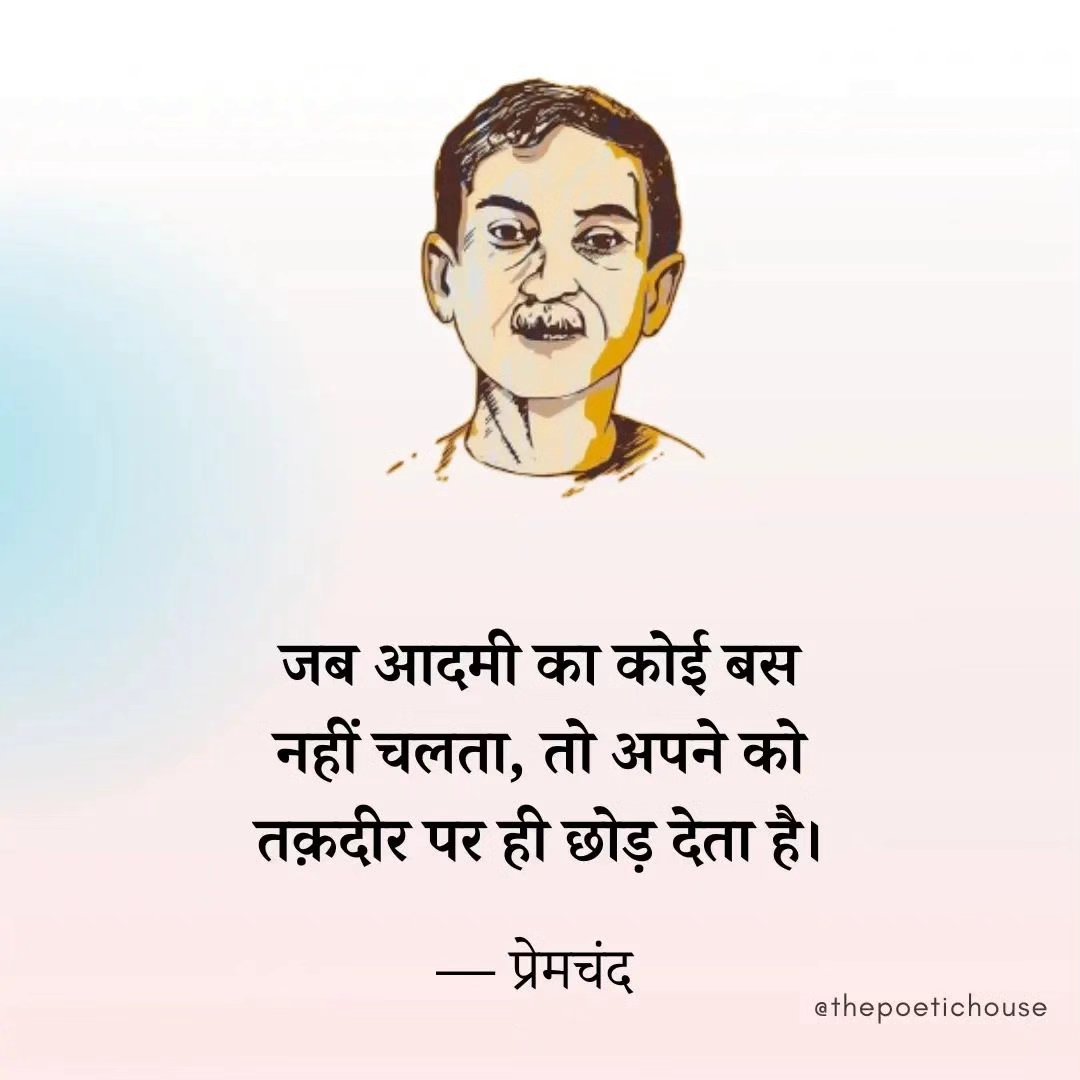 जब आदमी का कोई बस
नहीं चलता, तो अपने को
तक़दीर पर ही छोड़ देता है।
— प्रेमचंद
@thepoetichouse